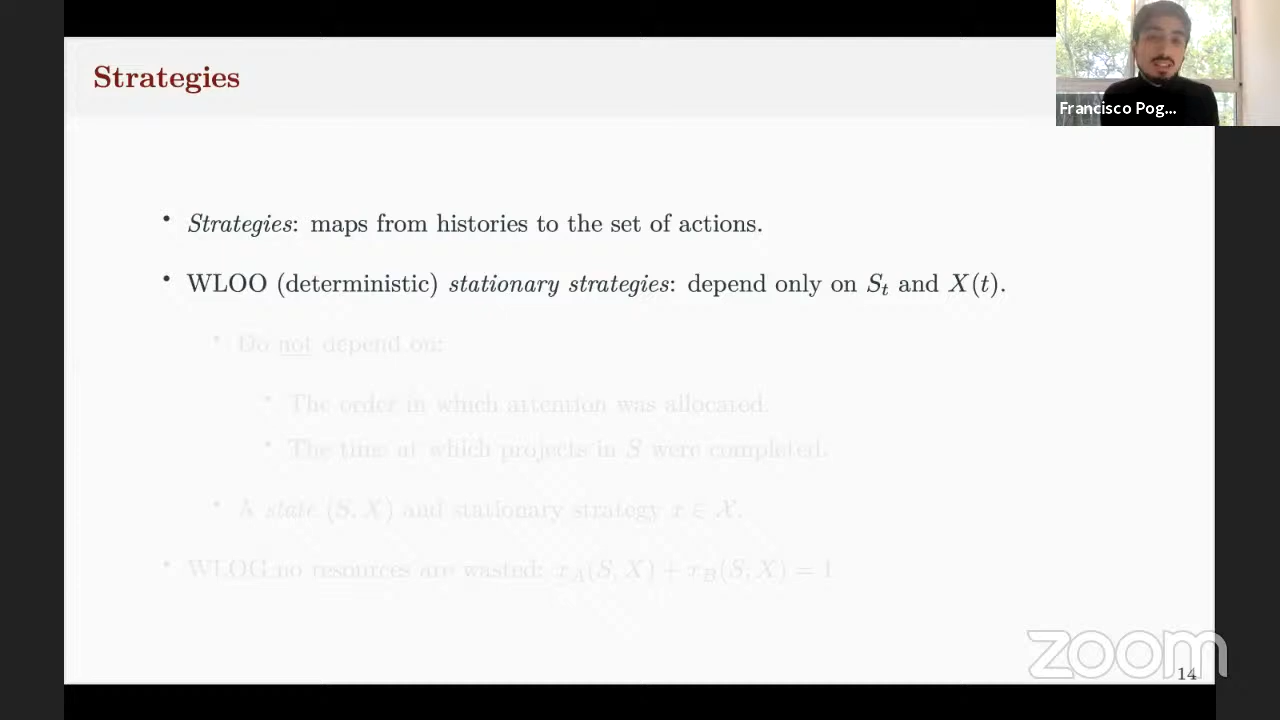 Strategies
Francisco Pog...
• Strategies: maps from histories to the set of actions.
• WLOO (deterministic) stationary strategies: depend only on Sₜ and X(t).
• Do not depend on:
• The order in which attention was allocated.
• The time at which projects in S were completed.
• A state (S, X) and stationary strategy x ∈ 𝒳.
• WLOG no resources are wasted: x_A(S, X) + x_B(S, X) = 1
zoom
14